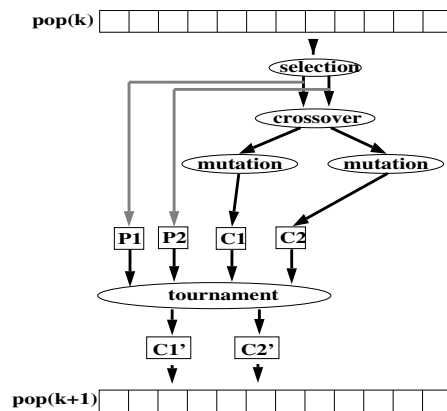 pop(k)
selection
crossover
mutation mutation
P1 P2 C1 C2
tournament
C1' C2'
pop(k+1)